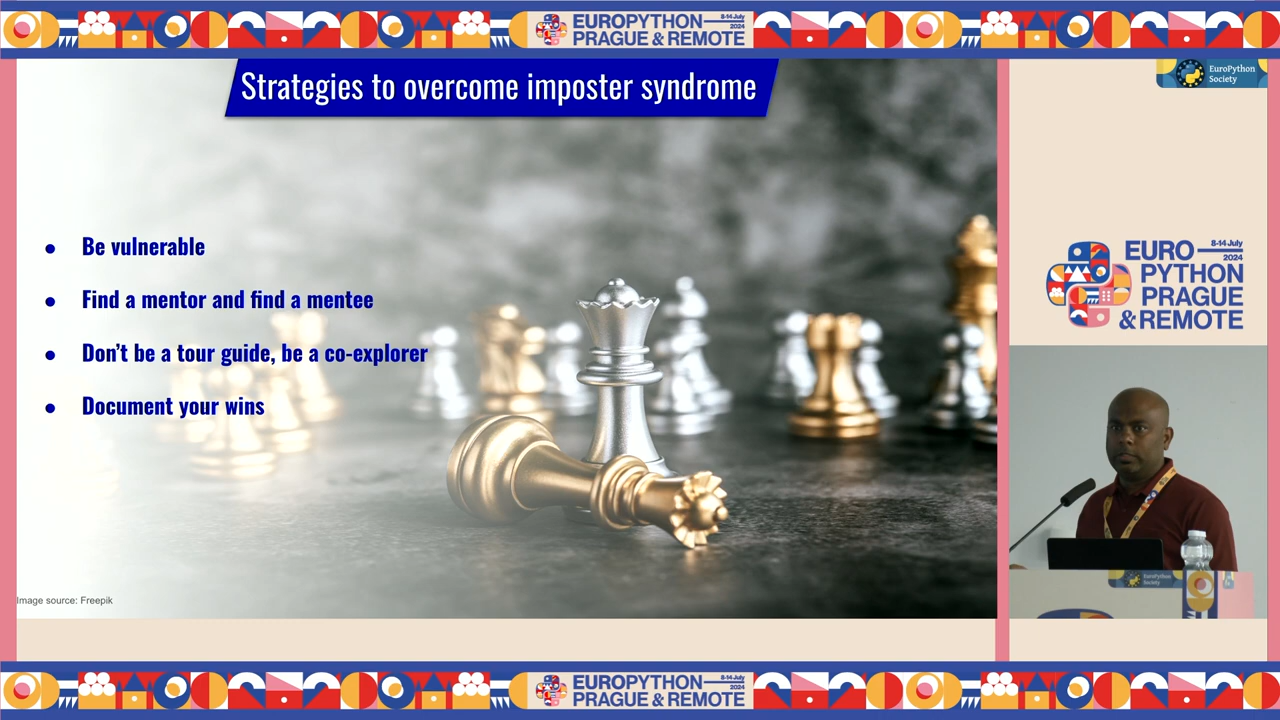 EUROPYTHON
8-14 July
2024
PRAGUE & REMOTE
Strategies to overcome imposter syndrome
EuroPython
Society
• Be vulnerable
• Find a mentor and find a mentee
• Don’t be a tour guide, be a co-explorer
• Document your wins
Image source: Freepik
EURO
8-14 July
2024
PYTHON
PRAGUE
& REMOTE
EuroPython
Society
EUROPYTHON
8-14 July
2024
PRAGUE & REMOTE